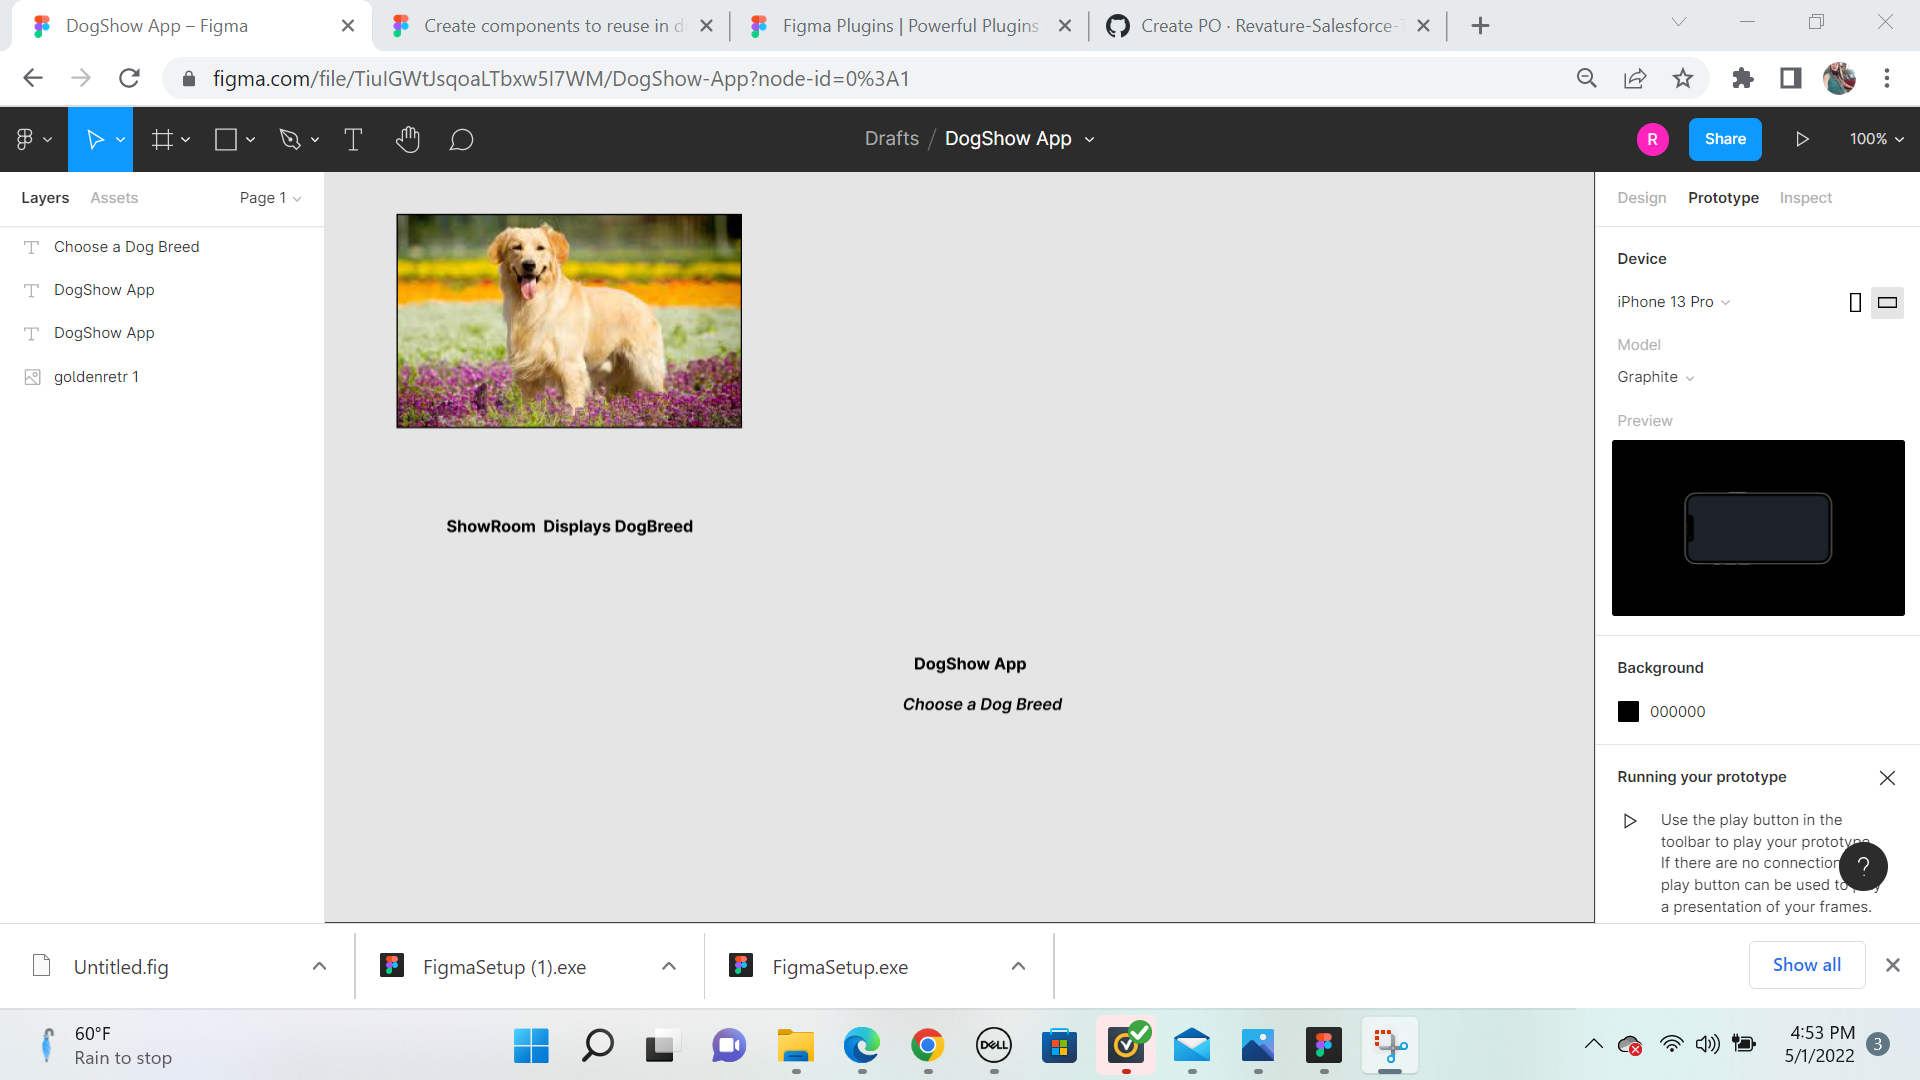 DogShow App – Figma
Create components to reuse in d
Figma Plugins | Powerful Plugins
Create PO · Revature-Salesforce-
figma.com/file/TiuIGWtJsqoaLTbxw5I7WM/DogShow-App?node-id=0%3A1
Drafts / DogShow App
R
Share
100%
Layers
Assets
Page 1
Choose a Dog Breed
DogShow App
DogShow App
goldenretr 1
ShowRoom Displays DogBreed
DogShow App
Choose a Dog Breed
Design
Prototype
Inspect
Device
iPhone 13 Pro
Model
Graphite
Preview
Background
000000
Running your prototype
Use the play button in the
toolbar to play your prototype.
If there are no connection
play button can be used to
a presentation of your frames.
?
Untitled.fig
FigmaSetup (1).exe
FigmaSetup.exe
Show all
60°F
Rain to stop
DELL
4:53 PM
5/1/2022
3